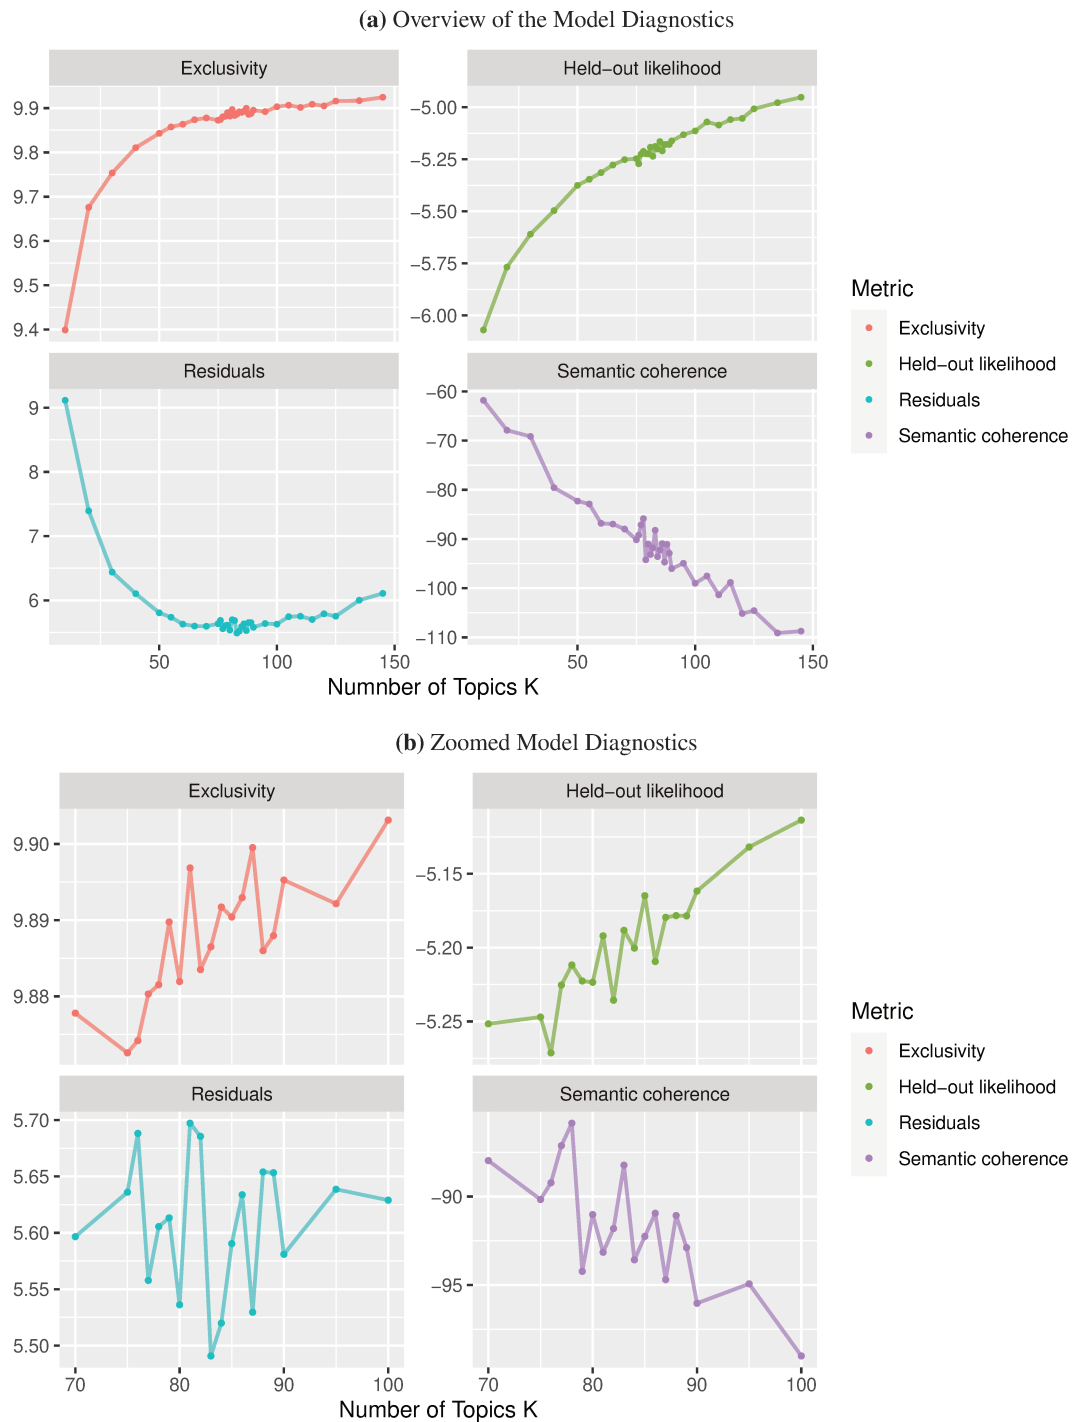 (a) Overview of the Model Diagnostics
Exclusivity
Held−out likelihood
9.9
9.8
9.7
9.6
9.5
9.4
−5.00
−5.25
−5.50
−5.75
−6.00
Residuals
Semantic coherence
9
8
7
6
−60
−70
−80
−90
−100
−110
50
100
150
50
100
150
Numnber of Topics K
Metric
Exclusivity
Held−out likelihood
Residuals
Semantic coherence
(b) Zoomed Model Diagnostics
Exclusivity
Held−out likelihood
9.90
9.89
9.88
−5.15
−5.20
−5.25
Residuals
Semantic coherence
5.70
5.65
5.60
5.55
5.50
−90
−95
70
80
90
100
70
80
90
100
Number of Topics K
Metric
Exclusivity
Held−out likelihood
Residuals
Semantic coherence